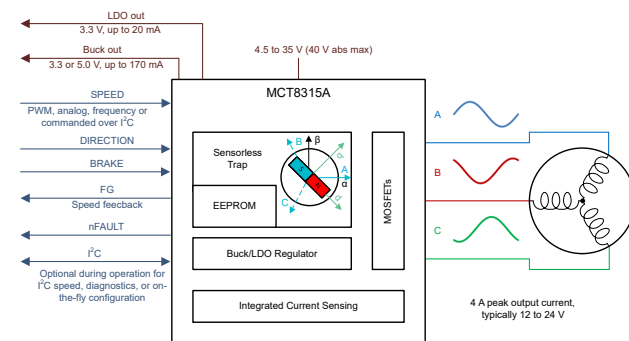 LDO out
3.3 V, up to 20 mA
Buck out
3.3 or 5.0 V, up to 170 mA
4.5 to 35 V (40 V abs max)
MCT8315A
SPEED
PWM, analog, frequency or
commanded over I²C
DIRECTION
BRAKE
FG
Speed feecback
nFAULT
I²C
Optional during operation for
I²C speed, diagnostics, or on-
the-fly configuration
Sensorless
Trap
EEPROM
β
B
q
A
α
S
N
C
d
MOSFETs
Buck/LDO Regulator
Integrated Current Sensing
A
B
C
4 A peak output current,
typically 12 to 24 V